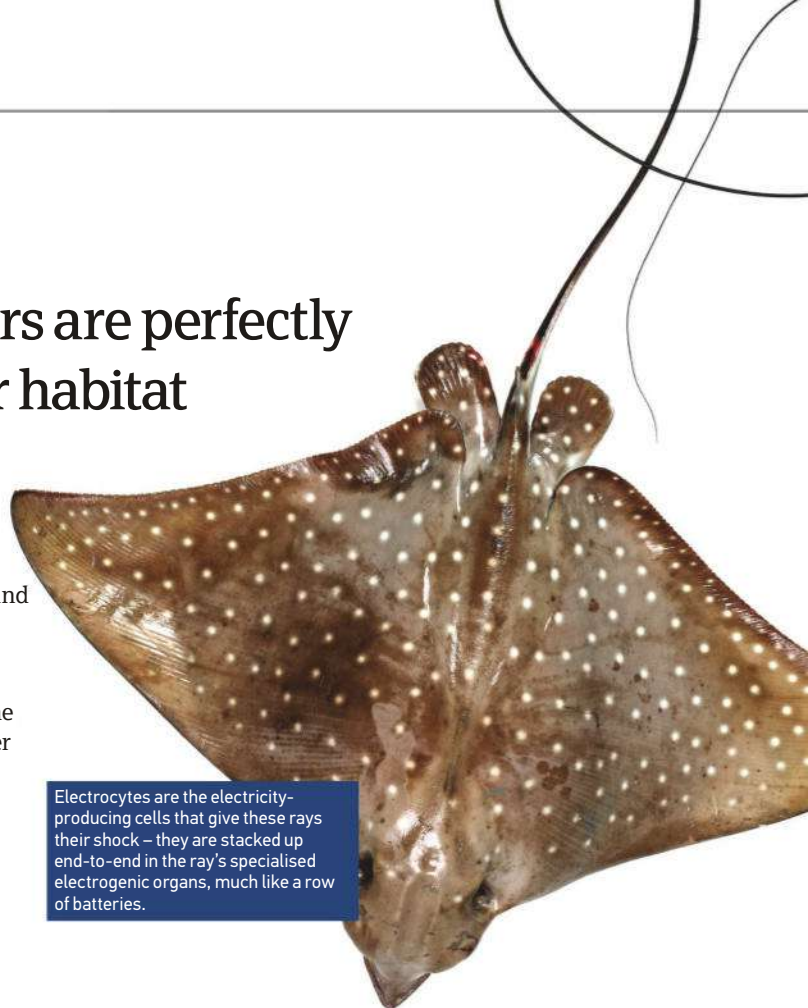 rs are perfectly
r habitat
nd
ne
er
Electrocytes are the electricity-
producing cells that give these rays
their shock – they are stacked up
end-to-end in the ray's specialised
electrogenic organs, much like a row
of batteries.